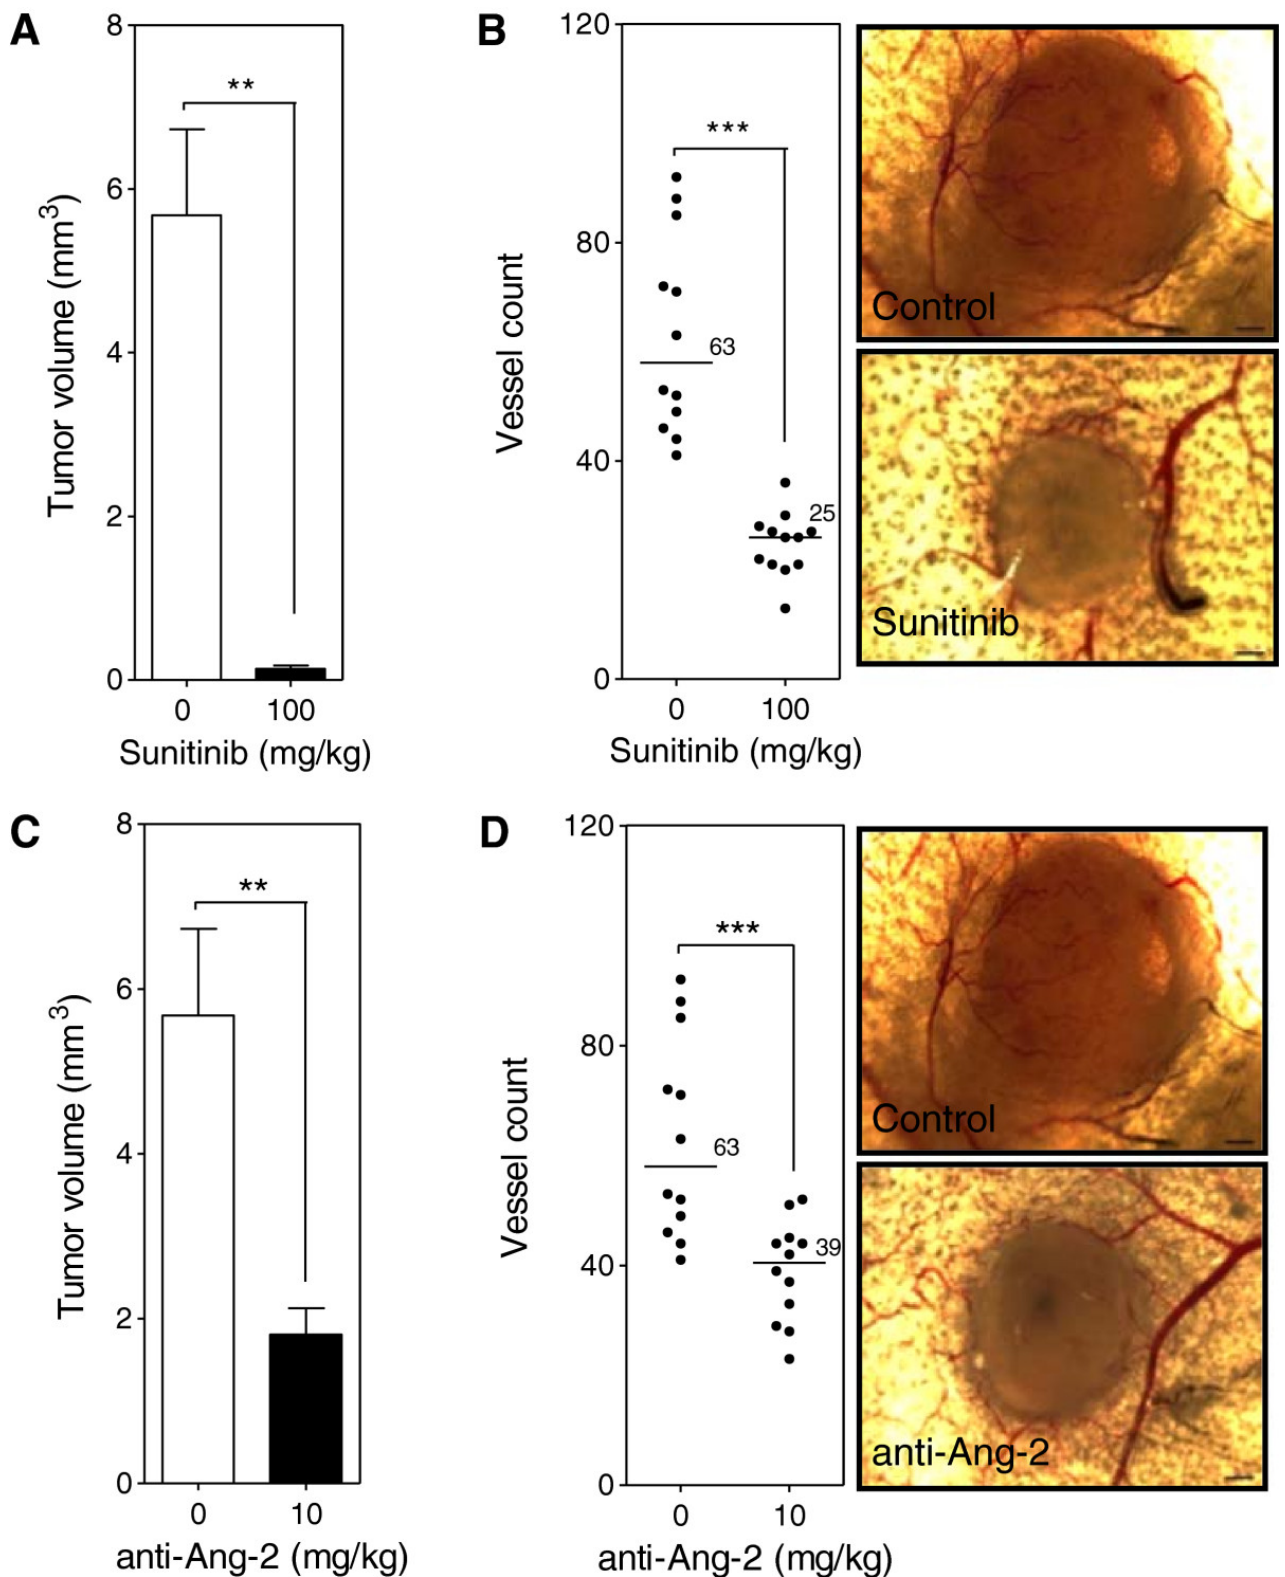 A
8
6
4
2
0
Tumor volume (mm3)
**
0 100
Sunitinib (mg/kg)
B
120
80
40
0
Vessel count
***
63
25
0 100
Sunitinib (mg/kg)
Control
Sunitinib
C
8
6
4
2
0
Tumor volume (mm3)
**
0 10
anti-Ang-2 (mg/kg)
D
120
80
40
0
Vessel count
***
63
39
0 10
anti-Ang-2 (mg/kg)
Control
anti-Ang-2